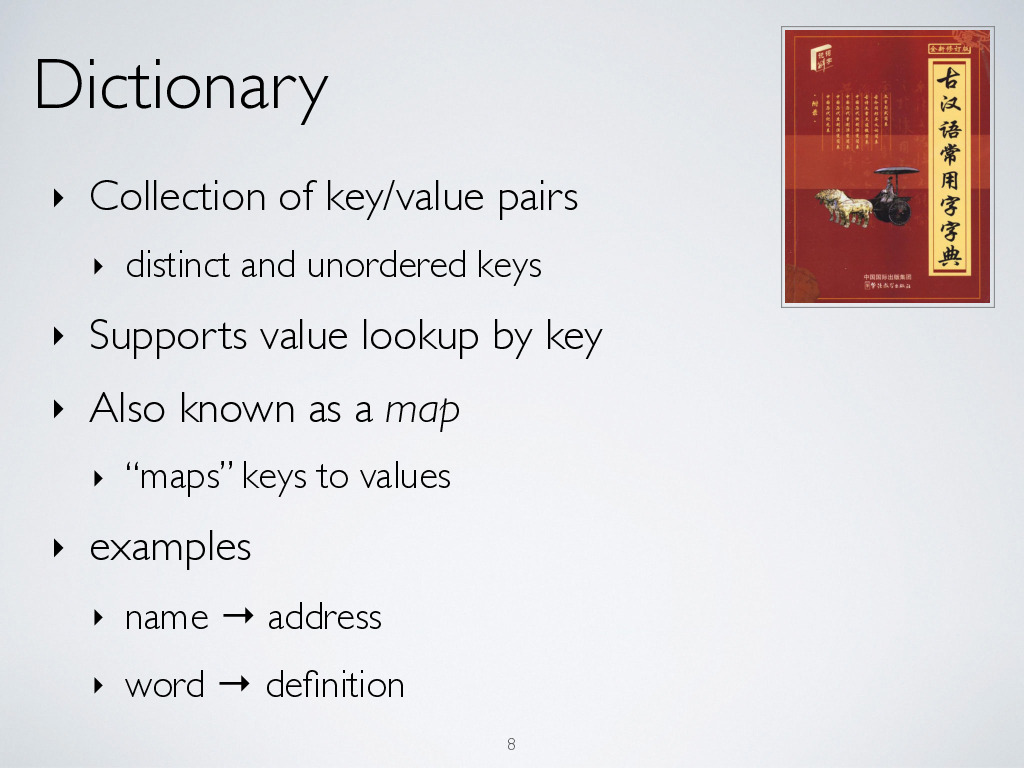 Dictionary
‣ Collection of key/value pairs
‣ distinct and unordered keys
‣ Supports value lookup by key
‣ Also known as a map
‣ “maps” keys to values
‣ examples
‣ name → address
‣ word → definition
全新修订版
古汉语常用字字典
·附录·
中国国际出版集团
8